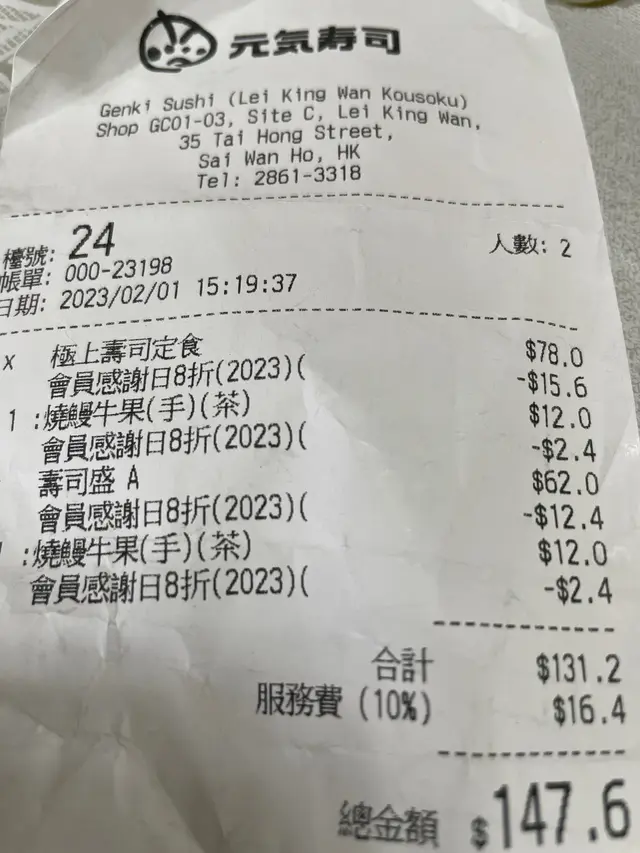 元気寿司
Genki Sushi (Lei King Wan Kousoku)
Shop GC01-03, Site C, Lei King Wan,
35 Tai Hong Street,
Sai Wan Ho, HK
Tel: 2861-3318
檯號: 24 人數: 2
帳單: 000-23198
日期: 2023/02/01 15:19:37
x 極上壽司定食 $78.0
會員感謝日8折(2023)( -$15.6
1 :燒鰻牛果(手)(茶) $12.0
會員感謝日8折(2023)( -$2.4
壽司盛 A $62.0
會員感謝日8折(2023)( -$12.4
:燒鰻牛果(手)(茶) $12.0
會員感謝日8折(2023)( -$2.4
合計 $131.2
服務費 (10%) $16.4
總金額 $147.6